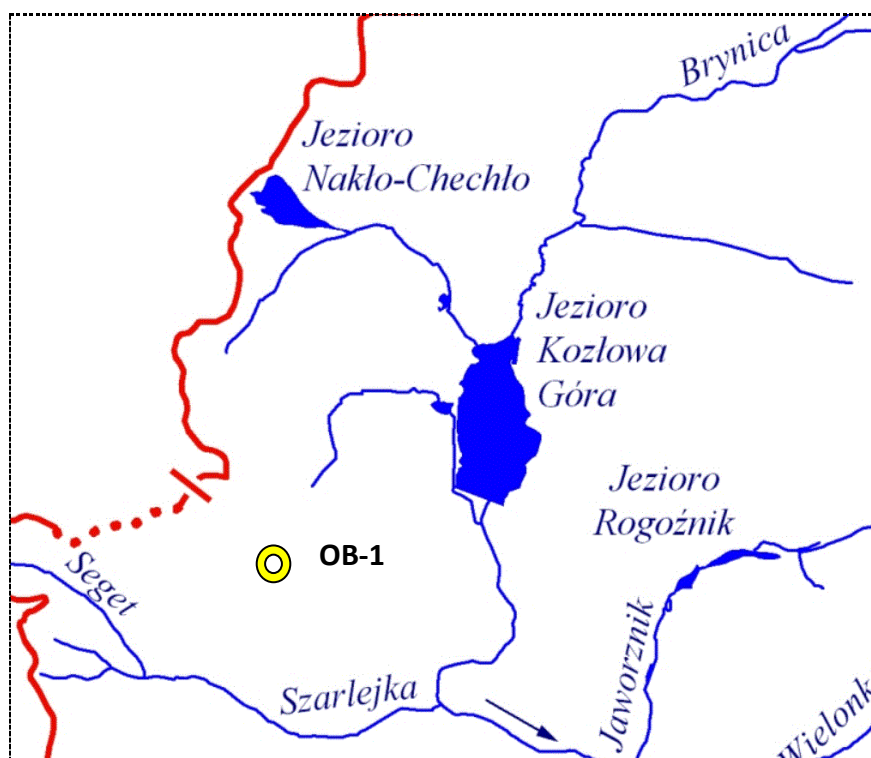 Brynica
Jezioro
Nakło-Chechło
Jezioro
Kozłowa
Góra
Jezioro
Rogoźnik
OB-1
Seget
Szarlejka
Jaworznik
Wielonk